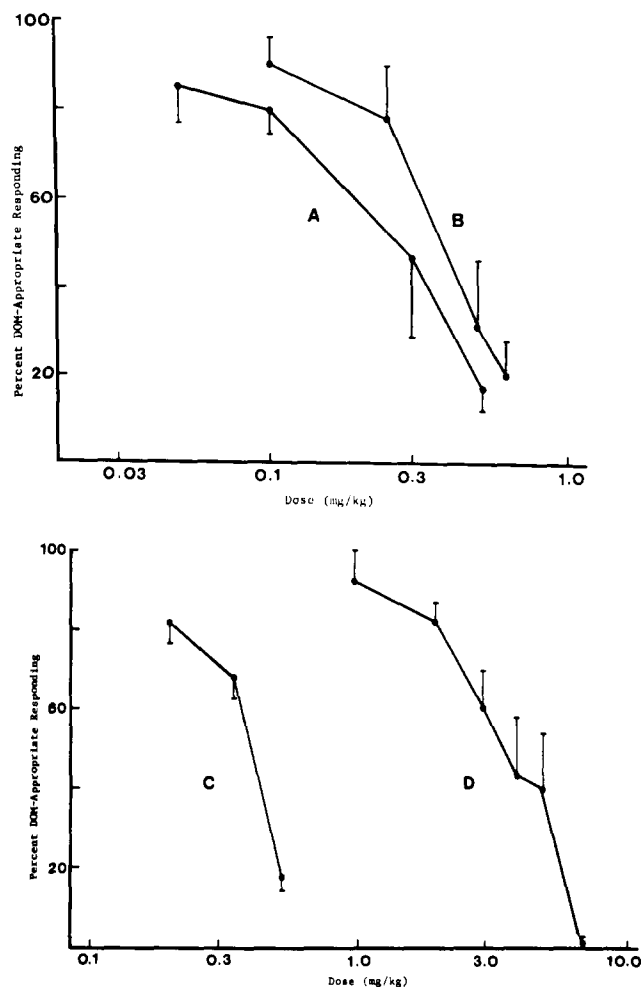 100
60
20
Percent DOM-Appropriate Responding
A
B
0.03
0.1
0.3
1.0
Dose (mg/kg)
100
60
20
Percent DOM-Appropriate Responding
C
D
0.1
0.3
1.0
3.0
10.0
Dose (mg/kg)